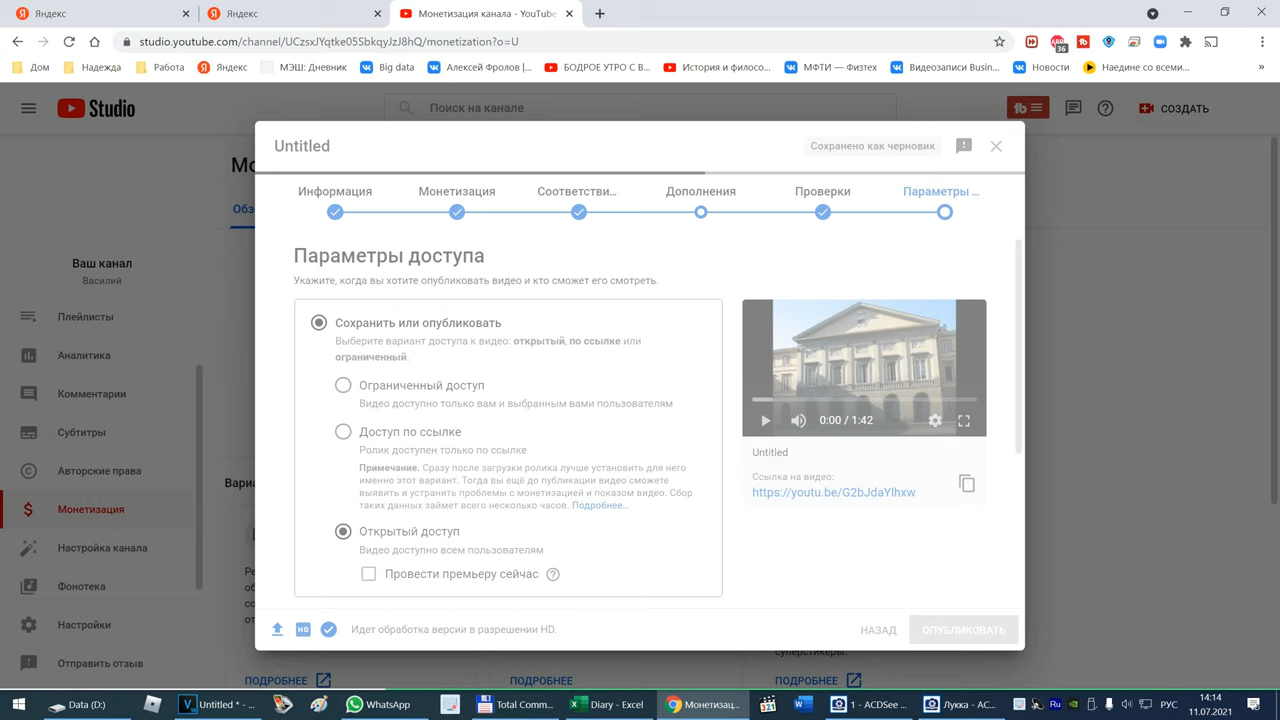 Яндекс
Яндекс
Монетизация канала - YouTube
studio.youtube.com/channel/UCzsxJYqtke05SbkqyJzJ8hQ/monetization?o=U
36
Дом
Надежда
Работа
Яндекс
МЭШ: Дневник
Big data
Алексей Фролов |...
БОДРОЕ УТРО С В...
История и филосо...
МФТИ — Физтех
Видеозаписи Busin...
Новости
Наедине со всеми...
»
Studio
Поиск на канале
СОЗДАТЬ
Мо
Обз
Ваш канал
Василий
Плейлисты
Аналитика
Комментарии
Субтитры
Авторские права
Монетизация
Настройка канала
Фонотека
Настройки
Отправить отзыв
Untitled
Сохранено как черновик
Информация
Монетизация
Соответстви...
Дополнения
Проверки
Параметры ...
Параметры доступа
Укажите, когда вы хотите опубликовать видео и кто сможет его смотреть.
Сохранить или опубликовать
Выберите вариант доступа к видео: открытый, по ссылке или
ограниченный.
Ограниченный доступ
Видео доступно только вам и выбранным вами пользователям
Доступ по ссылке
Ролик доступен только по ссылке
Примечание. Сразу после загрузки ролика лучше установить для него
именно этот вариант. Тогда вы ещё до публикации видео сможете
выявить и устранить проблемы с монетизацией и показом видео. Сбор
таких данных займет всего несколько часов. Подробнее...
Открытый доступ
Видео доступно всем пользователям
Провести премьеру сейчас
0:00 / 1:42
Untitled
Ссылка на видео:
https://youtu.be/G2bJdaYlhxw
HD
Идет обработка версии в разрешении HD.
НАЗАД
ОПУБЛИКОВАТЬ
Вариа
суперстикеры.
ПОДРОБНЕЕ
ПОДРОБНЕЕ
ПОДРОБНЕЕ
Data (D:)
Untitled * - ...
WhatsApp
Total Comm...
Diary - Excel
Монетизац...
1 - ACDSee ...
Лукка - AC...
Ru
РУС
14:14
11.07.2021